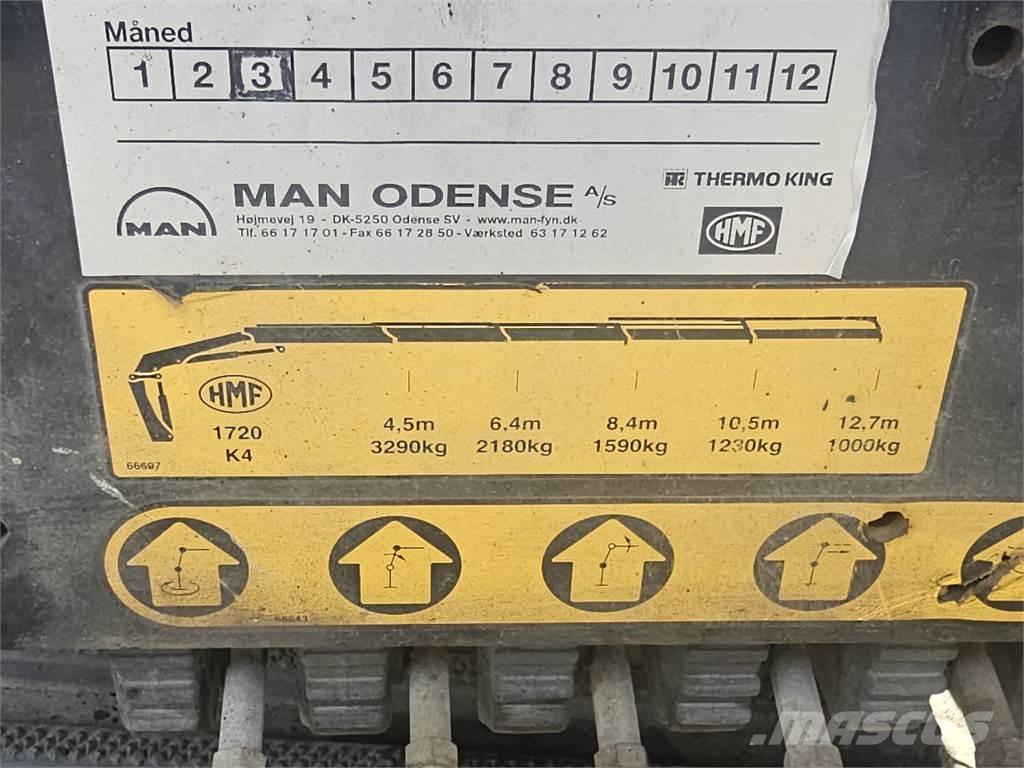 Måned
1 2 3 4 5 6 7 8 9 10 11 12
MAN
MAN ODENSE A/S
Højmevej 19 - DK-5250 Odense SV - www.man-fyn.dk
Tlf. 66 17 17 01 - Fax 66 17 28 50 - Værksted 63 17 12 62
TK THERMO KING
HMF
HMF
1720
K4
4,5m 6.4m 8,4m 10,5m 12,7m
3290kg 2180kg 1590kg 1230kg 1000kg
66697
66643
Mascus